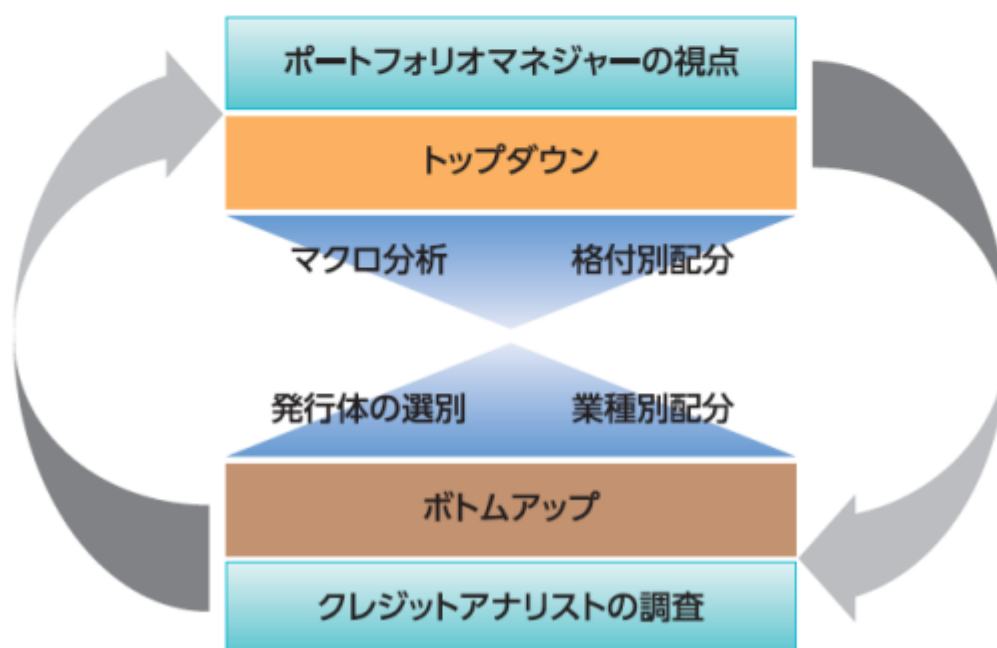 ポートフォリオマネジャーの視点
トップダウン
マクロ分析 格付別配分
発行体の選別 業種別配分
ボトムアップ
クレジットアナリストの調査